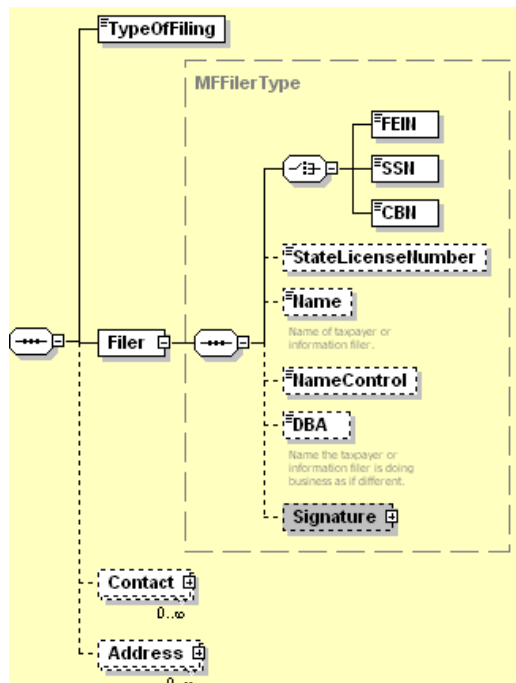 TypeOfFiling
MFFilerType
FEIN
SSN
CBN
StateLicenseNumber
Name
Name of taxpayer or
information filer.
Filer
NameControl
DBA
Name the taxpayer or
information filer is doing
business as if different.
Signature
Contact
0..∞
Address
0..∞